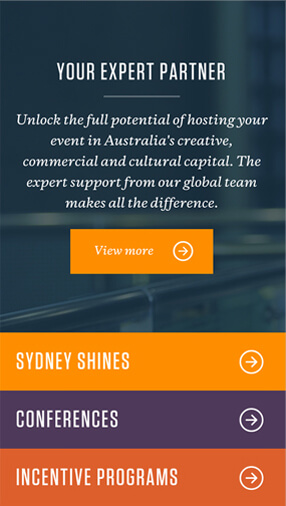 YOUR EXPERT PARTNER
Unlock the full potential of hosting your
event in Australia's creative,
commercial and cultural capital. The
expert support from our global team
makes all the difference.
View more
SYDNEY SHINES
CONFERENCES
INCENTIVE PROGRAMS